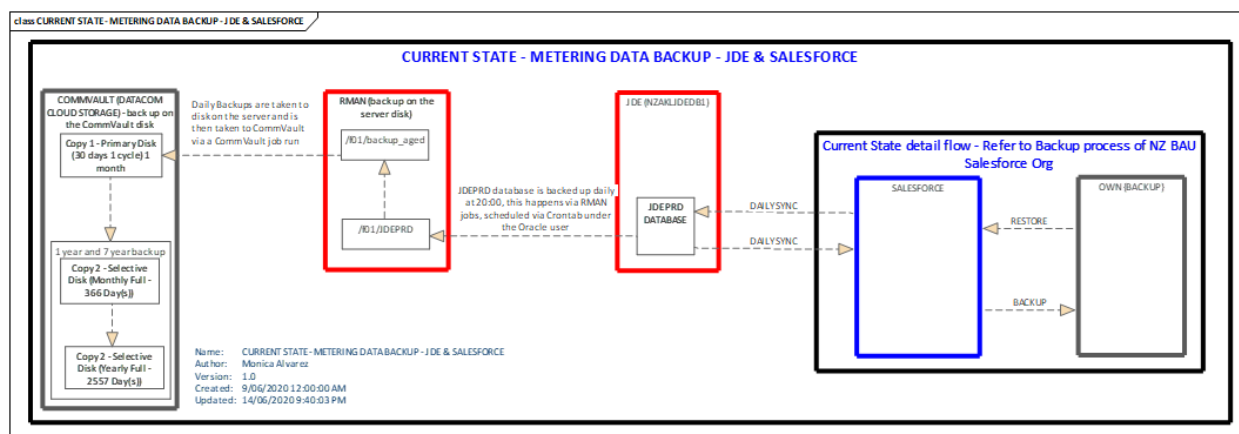 class CURRENT STATE - METERING DATA BACKUP - JDE & SALESFORCE
CURRENT STATE - METERING DATA BACKUP - JDE & SALESFORCE
COMMVAULT (DATACOM
CLOUD STORAGE) - back up on
the CommVault disk
Copy 1 - Primary Disk
(30 days 1 cycle) 1
month
1 year and 7 year backup
Copy 2 - Selective
Disk (Monthly Full -
366 Day(s))
Copy 2 - Selective
Disk (Yearly Full -
2557 Day(s))
Daily Backups are taken to
disk on the server and is
then taken to CommVault
via a CommVault job run
RMAN (backup on the
server disk)
/f01/backup_aged
/f01/JDEPRD
JDEPRD database is backed up daily
at 20:00, this happens via RMAN
jobs, scheduled via Crontab under
the Oracle user
JDE (NZAKLJDEDB1)
JDEPRD
DATABASE
DAILY SYNC
DAILY SYNC
Current State detail flow - Refer to Backup process of NZ BAU
Salesforce Org
SALESFORCE
OWN {BACKUP}
RESTORE
BACKUP
Name: CURRENT STATE - METERING DATA BACKUP - JDE & SALESFORCE
Author: Monica Alvarez
Version: 1.0
Created: 9/06/2020 12:00:00 AM
Updated: 14/06/2020 9:40:03 PM